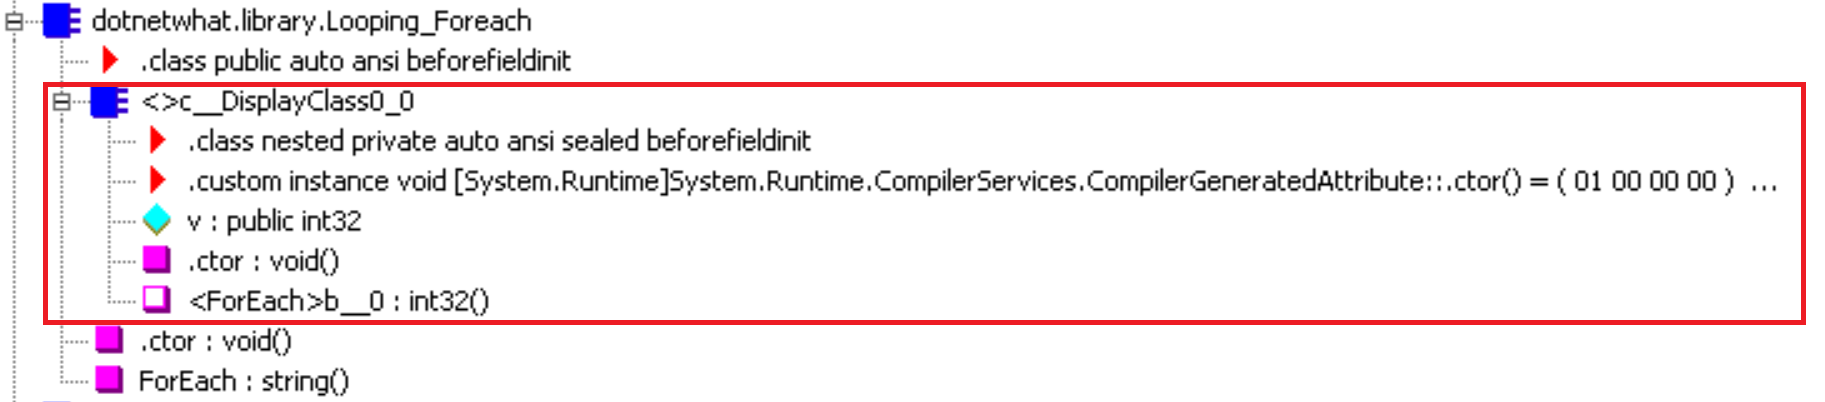 dotnetwhat.library.Looping_Foreach
.class public auto ansi beforefieldinit
<>c__DisplayClass0_0
.class nested private auto ansi sealed beforefieldinit
.custom instance void [System.Runtime]System.Runtime.CompilerServices.CompilerGeneratedAttribute::.ctor() = ( 01 00 00 00 ) ...
v : public int32
.ctor : void()
<ForEach>b__0 : int32()
.ctor : void()
ForEach : string()